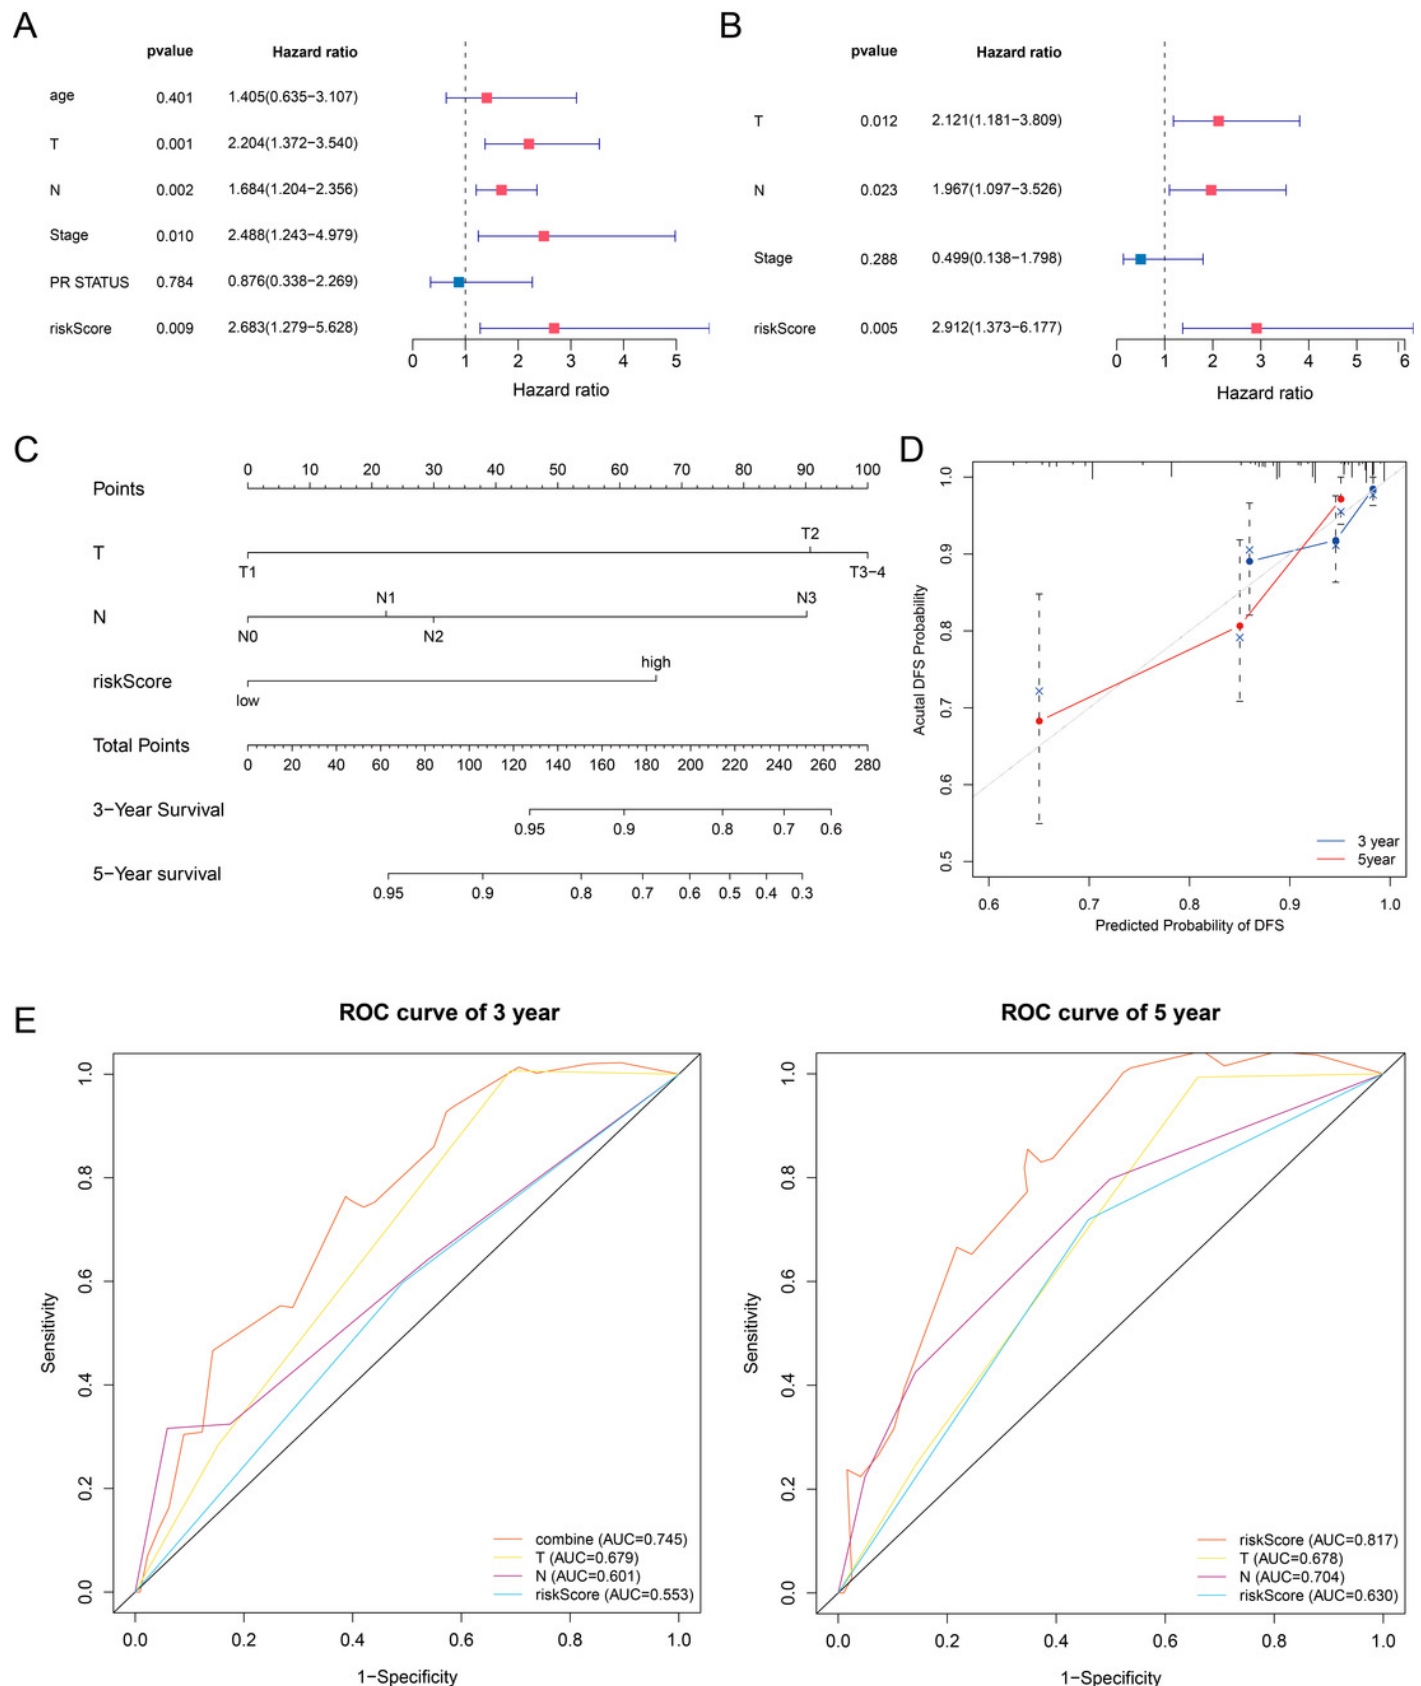 A
pvalue Hazard ratio
age 0.401 1.405(0.635−3.107)
T 0.001 2.204(1.372−3.540)
N 0.002 1.684(1.204−2.356)
Stage 0.010 2.488(1.243−4.979)
PR STATUS 0.784 0.876(0.338−2.269)
riskScore 0.009 2.683(1.279−5.628)
0 1 2 3 4 5
Hazard ratio
B
pvalue Hazard ratio
T 0.012 2.121(1.181−3.809)
N 0.023 1.967(1.097−3.526)
Stage 0.288 0.499(0.138−1.798)
riskScore 0.005 2.912(1.373−6.177)
0 1 2 3 4 5 6
Hazard ratio
C
0 10 20 30 40 50 60 70 80 90 100
Points
T2
T
T1 T3−4
N1 N3
N
N0 N2
high
riskScore
low
Total Points
0 20 40 60 80 100 120 140 160 180 200 220 240 260 280
3−Year Survival
0.95 0.9 0.8 0.7 0.6
5−Year survival
0.95 0.9 0.8 0.7 0.6 0.5 0.4 0.3
D
1.0
0.9
0.8
0.7
0.6
0.5
Acutal DFS Probability
3 year
5year
0.6 0.7 0.8 0.9 1.0
Predicted Probability of DFS
E
ROC curve of 3 year
1.0
0.8
0.6
0.4
0.2
0.0
Sensitivity
combine (AUC=0.745)
T (AUC=0.679)
N (AUC=0.601)
riskScore (AUC=0.553)
0.0 0.2 0.4 0.6 0.8 1.0
1−Specificity
ROC curve of 5 year
1.0
0.8
0.6
0.4
0.2
0.0
Sensitivity
riskScore (AUC=0.817)
T (AUC=0.678)
N (AUC=0.704)
riskScore (AUC=0.630)
0.0 0.2 0.4 0.6 0.8 1.0
1−Specificity